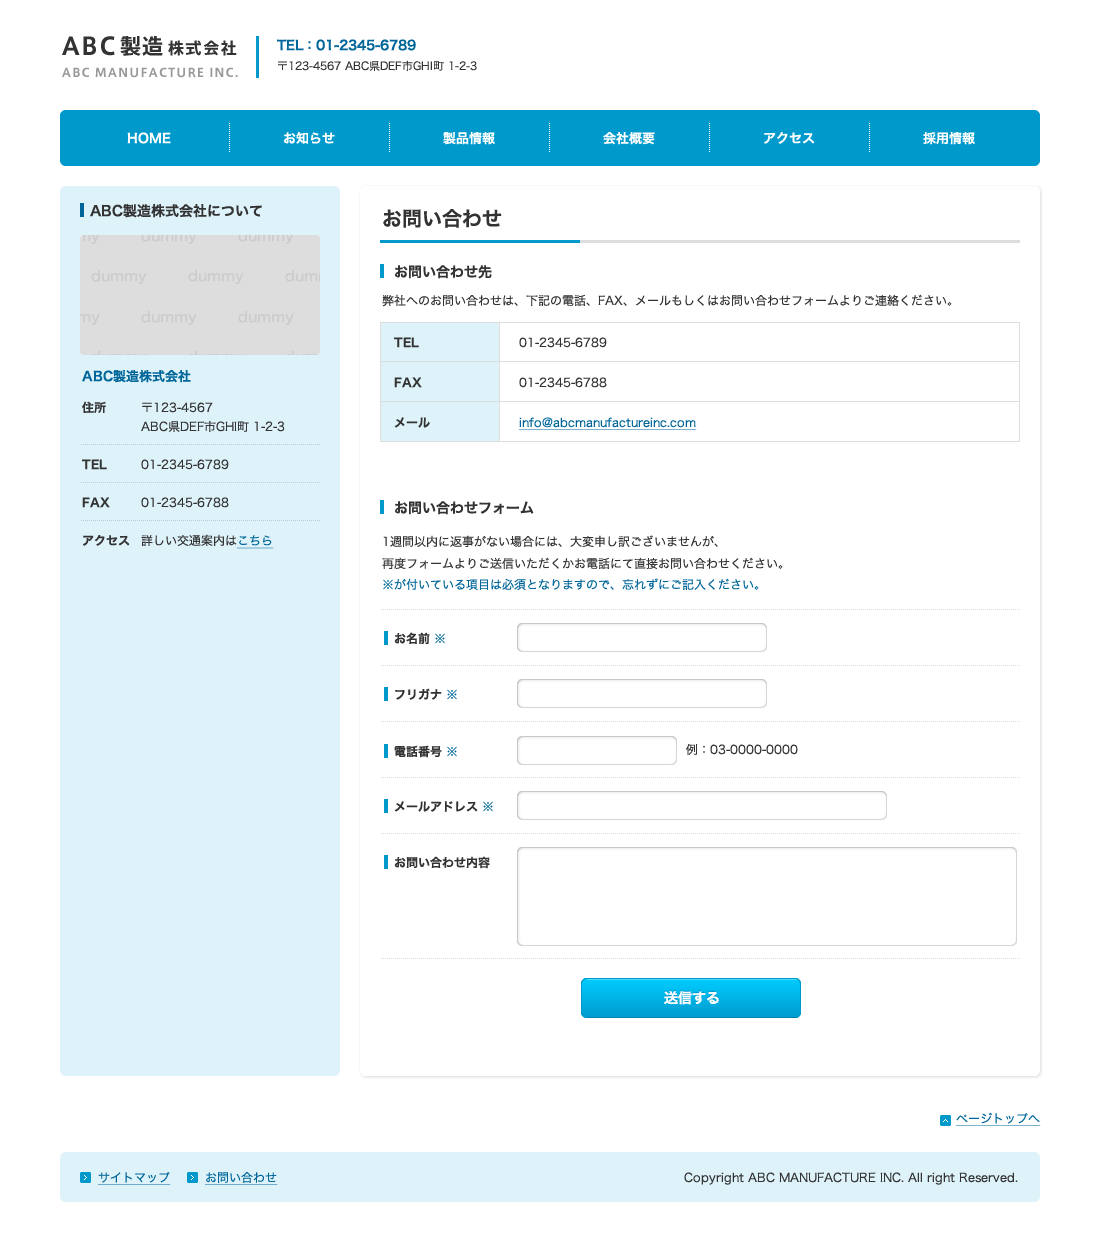 ABC製造 株式会社
ABC MANUFACTURE INC.
TEL：01-2345-6789
〒123-4567 ABC県DEF市GHI町 1-2-3
HOME
お知らせ
製品情報
会社概要
アクセス
採用情報
ABC製造株式会社について
dummy dummy
dummy dummy dummy
dummy dummy
ABC製造株式会社
住所 〒123-4567
ABC県DEF市GHI町 1-2-3
TEL 01-2345-6789
FAX 01-2345-6788
アクセス 詳しい交通案内はこちら
お問い合わせ
お問い合わせ先
弊社へのお問い合わせは、下記の電話、FAX、メールもしくはお問い合わせフォームよりご連絡ください。
TEL 01-2345-6789
FAX 01-2345-6788
メール info@abcmanufactureinc.com
お問い合わせフォーム
1週間以内に返事がない場合には、大変申し訳ございませんが、
再度フォームよりご送信いただくかお電話にて直接お問い合わせください。
※が付いている項目は必須となりますので、忘れずにご記入ください。
お名前 ※
フリガナ ※
電話番号 ※ 例：03-0000-0000
メールアドレス ※
お問い合わせ内容
送信する
ページトップへ
サイトマップ お問い合わせ
Copyright ABC MANUFACTURE INC. All right Reserved.